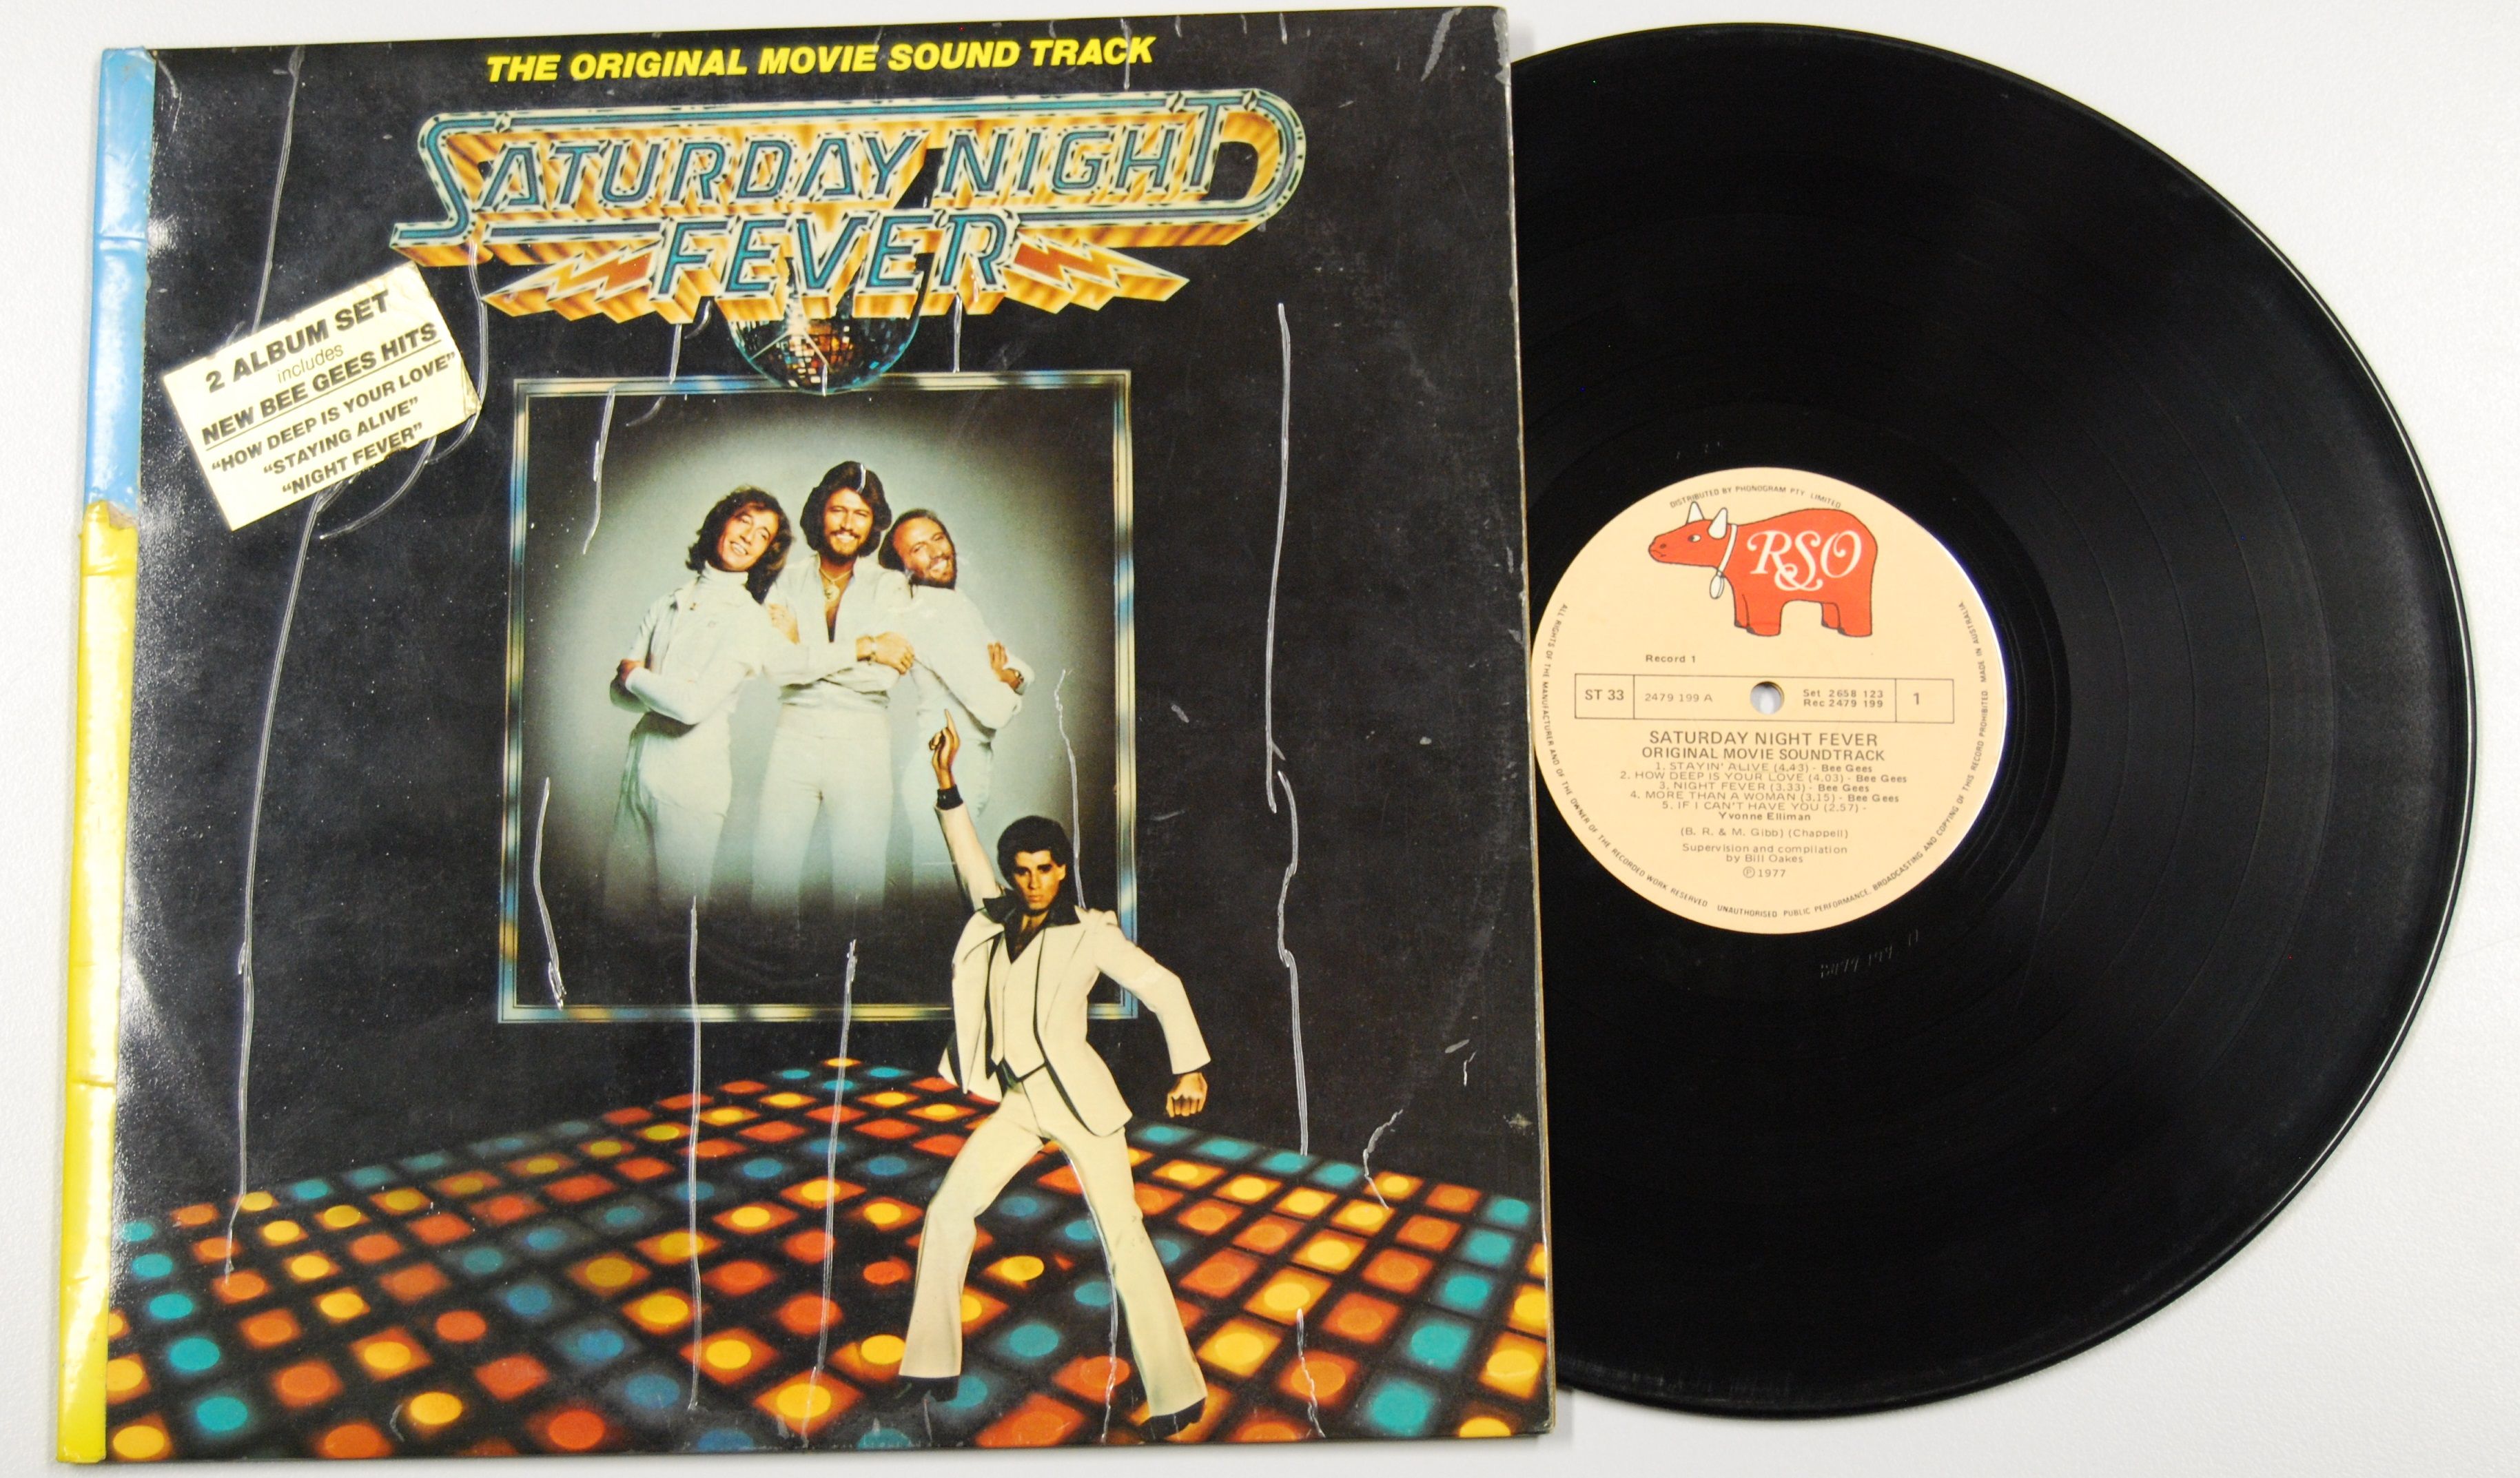 THE ORIGINAL MOVIE SOUND TRACK
SATURDAY NIGHT
FEVER
2 ALBUM SET
includes
NEW BEE GEES HITS
“HOW DEEP IS YOUR LOVE”
“STAYING ALIVE”
“NIGHT FEVER”
DISTRIBUTED BY PHONOGRAM PTY. LIMITED
RSO
Record 1
ST 33
2479 199 A
Set 2658 123
Rec 2479 199
1
SATURDAY NIGHT FEVER
ORIGINAL MOVIE SOUNDTRACK
1. STAYIN' ALIVE (4.43) - Bee Gees
2. HOW DEEP IS YOUR LOVE (4.03) - Bee Gees
3. NIGHT FEVER (3.33) - Bee Gees
4. MORE THAN A WOMAN (3.15) - Bee Gees
5. IF I CAN'T HAVE YOU (2.57) -
Yvonne Elliman
(B. R. & M. Gibb) (Chappell)
Supervision and compilation
by Bill Oakes
℗ 1977
ALL RIGHTS OF THE MANUFACTURER AND OF THE OWNER OF THE RECORDED WORK RESERVED UNAUTHORISED PUBLIC PERFORMANCE, BROADCASTING AND COPYING OF THIS RECORD PROHIBITED MADE IN AUSTRALIA.